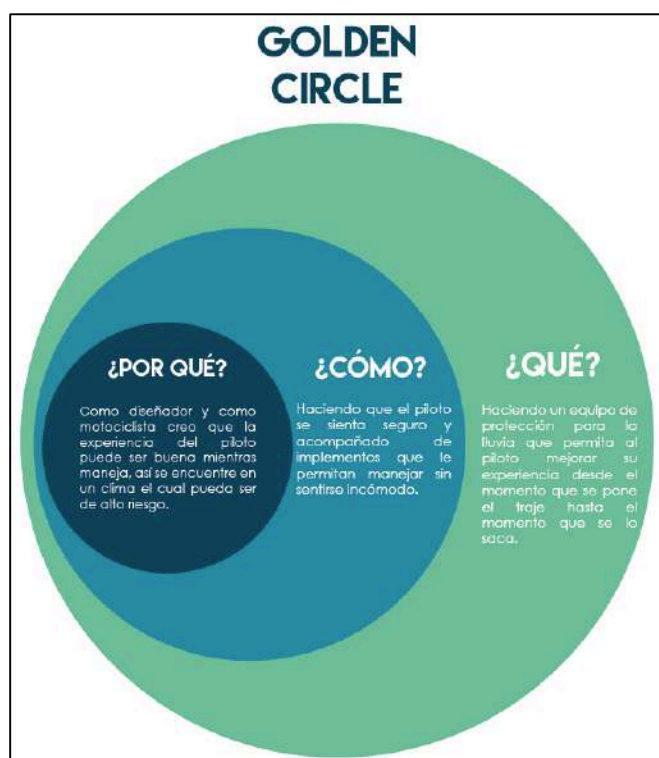 GOLDEN
CIRCLE
¿POR QUÉ?
Como diseñador y como
motociclista creo que la
experiencia del piloto
puede ser buena mientras
maneja, así se encuentre en
un clima el cual pueda ser
de alto riesgo.
¿CÓMO?
Haciendo que el piloto
se sienta seguro y
acompañado de
implementos que le
permitan manejar sin
sentirse incómodo.
¿QUÉ?
Haciendo un equipo de
protección para la
lluvia que permita al
piloto mejorar su
experiencia desde el
momento que se pone
el traje hasta el
momento que se lo
saca.